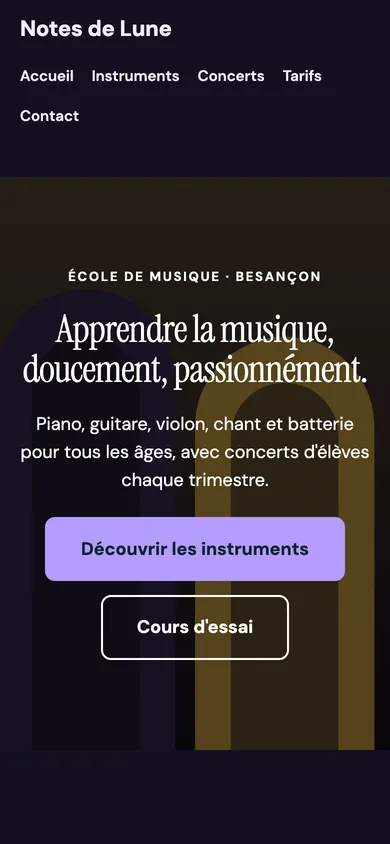 Notes de Lune
Accueil Instruments Concerts Tarifs
Contact
ÉCOLE DE MUSIQUE · BESANÇON
Apprendre la musique,
doucement, passionnément.
Piano, guitare, violon, chant et batterie
pour tous les âges, avec concerts d'élèves
chaque trimestre.
Découvrir les instruments
Cours d'essai